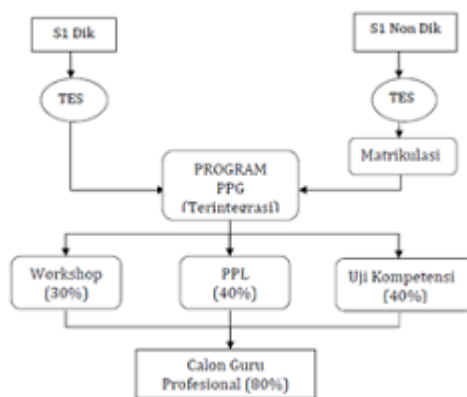 S1 Dik
S1 Non Dik
TES
TES
Matrikulasi
PROGRAM
PPG
(Terintegrasi)
Workshop
(30%)
PPL
(40%)
Uji Kompetensi
(40%)
Calon Guru
Profesional (80%)